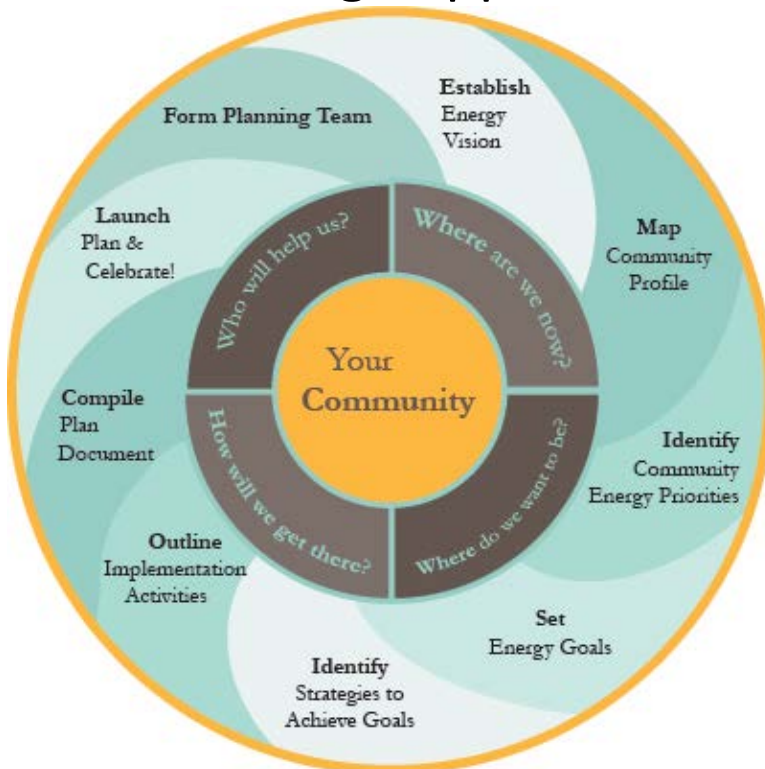 Form Planning Team
Establish
Energy
Vision
Map
Community
Profile
Identify
Community
Energy Priorities
Set
Energy Goals
Identify
Strategies to
Achieve Goals
Outline
Implementation
Activities
Compile
Plan
Document
Launch
Plan &
Celebrate!
Who will help us?
Where are we now?
Where do we want to be?
How will we get there?
Your
Community